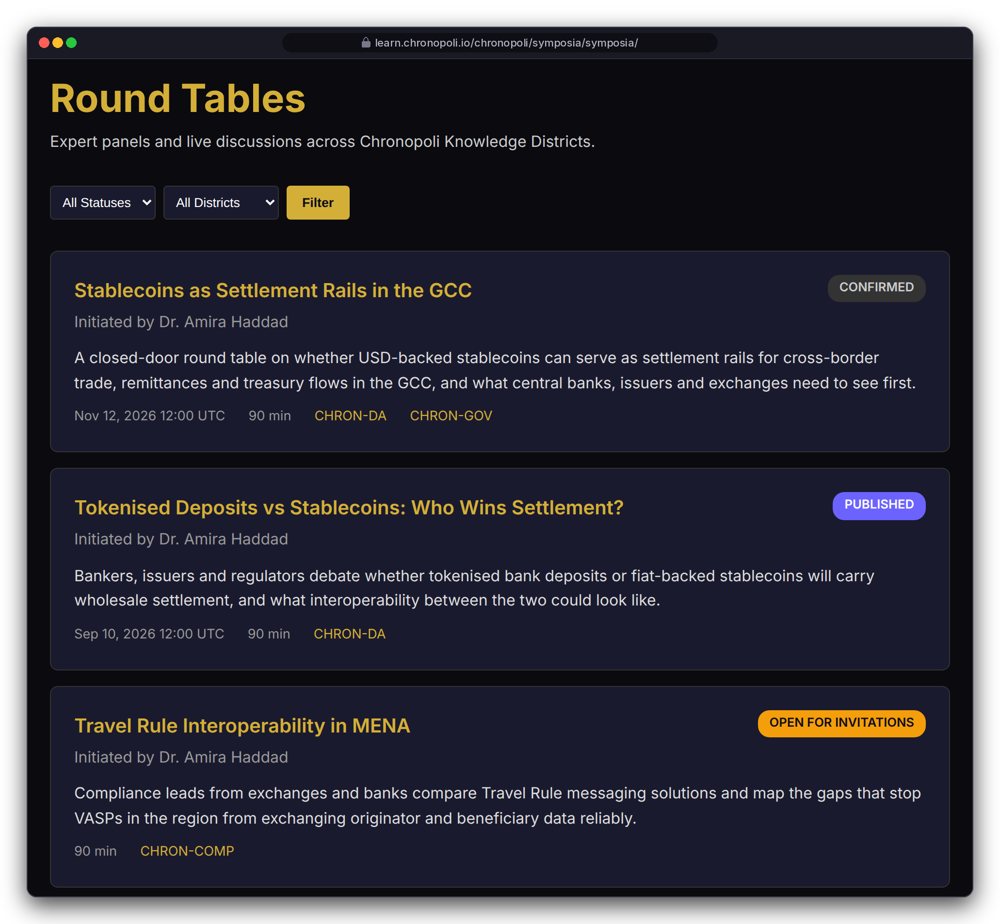 learn.chronopoli.io/chronopoli/symposia/symposia/
Round Tables
Expert panels and live discussions across Chronopoli Knowledge Districts.
All Statuses All Districts Filter
Stablecoins as Settlement Rails in the GCC CONFIRMED
Initiated by Dr. Amira Haddad
A closed-door round table on whether USD-backed stablecoins can serve as settlement rails for cross-border
trade, remittances and treasury flows in the GCC, and what central banks, issuers and exchanges need to see first.
Nov 12, 2026 12:00 UTC 90 min CHRON-DA CHRON-GOV
Tokenised Deposits vs Stablecoins: Who Wins Settlement? PUBLISHED
Initiated by Dr. Amira Haddad
Bankers, issuers and regulators debate whether tokenised bank deposits or fiat-backed stablecoins will carry
wholesale settlement, and what interoperability between the two could look like.
Sep 10, 2026 12:00 UTC 90 min CHRON-DA
Travel Rule Interoperability in MENA OPEN FOR INVITATIONS
Initiated by Dr. Amira Haddad
Compliance leads from exchanges and banks compare Travel Rule messaging solutions and map the gaps that stop
VASPs in the region from exchanging originator and beneficiary data reliably.
90 min CHRON-COMP